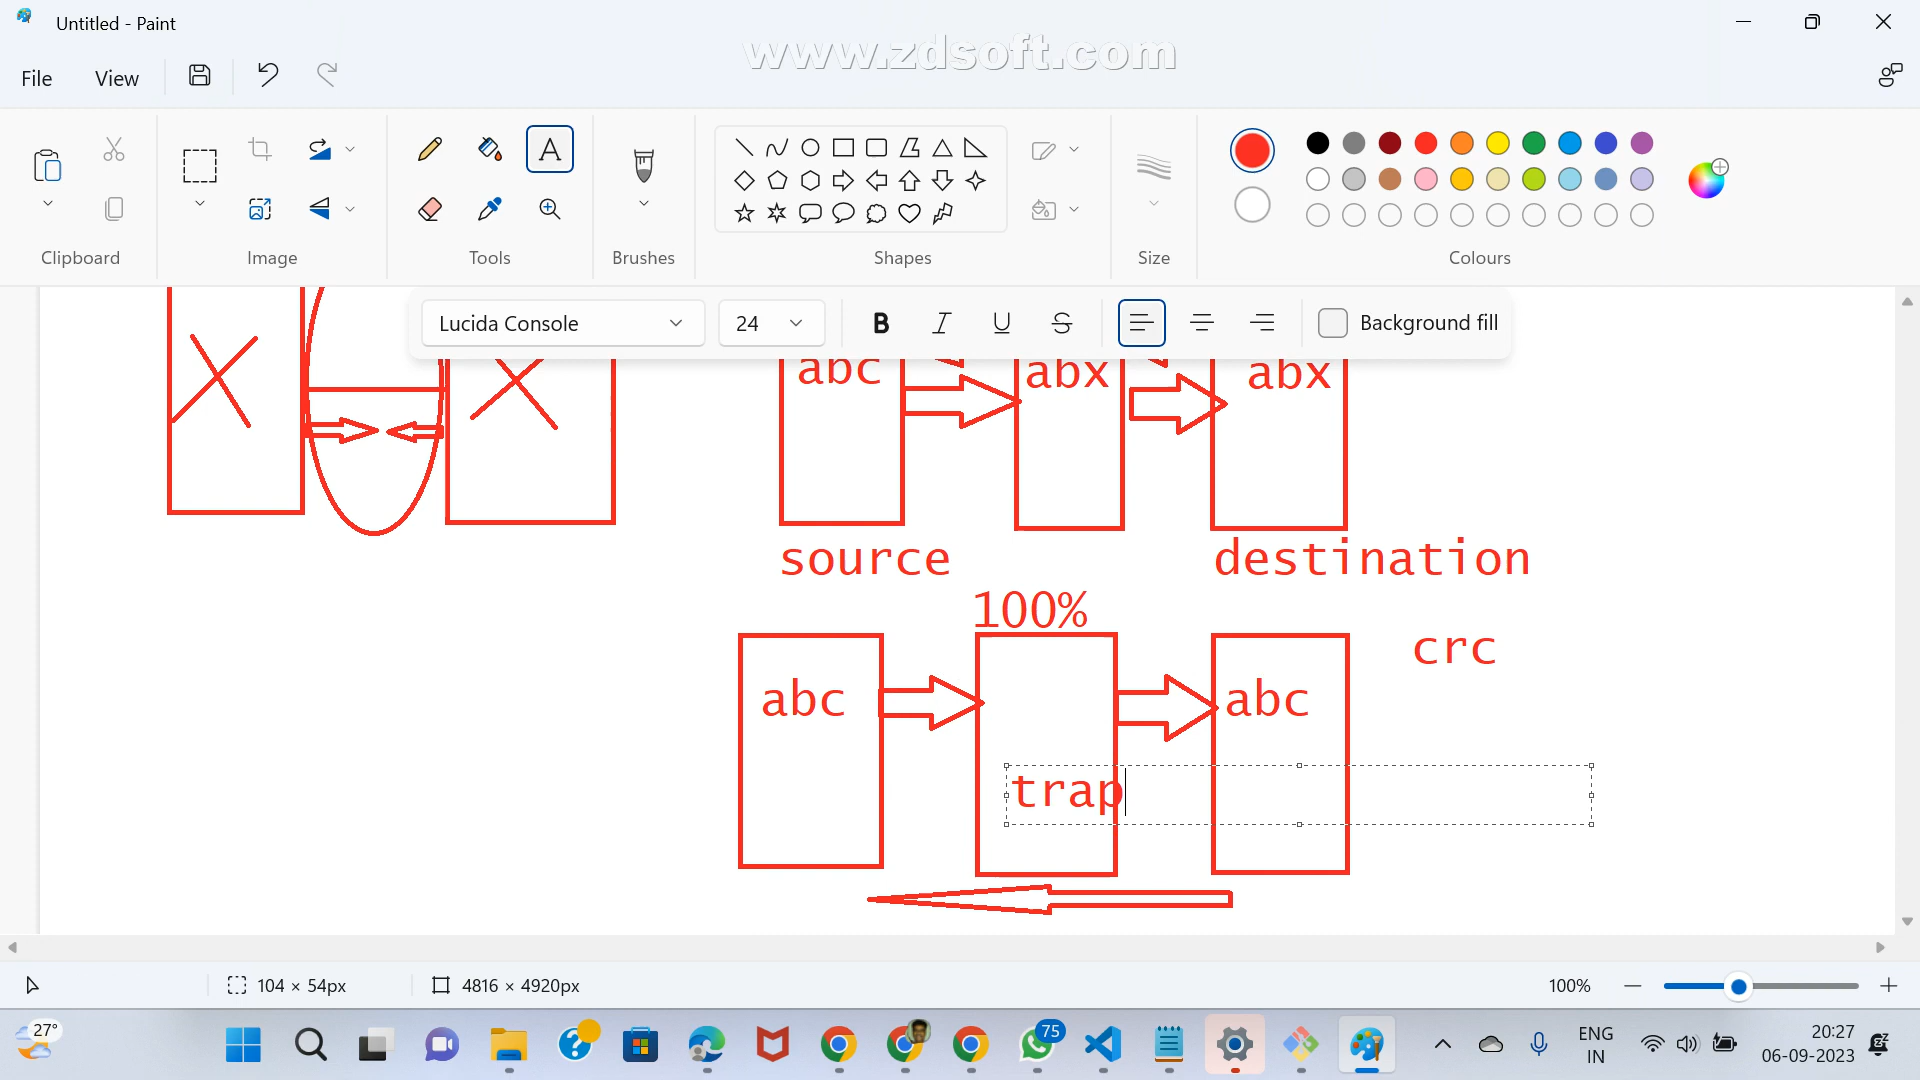 Untitled - Paint
www.zdsoft.com
File
View
Clipboard
Image
Tools
Brushes
Shapes
Size
Colours
Lucida Console
24
B
I
U
S
Background fill
abc
abx
abx
source
destination
100%
crc
abc
abc
trap
104 × 54px
4816 × 4920px
100%
27°
75
ENG
IN
20:27
06-09-2023